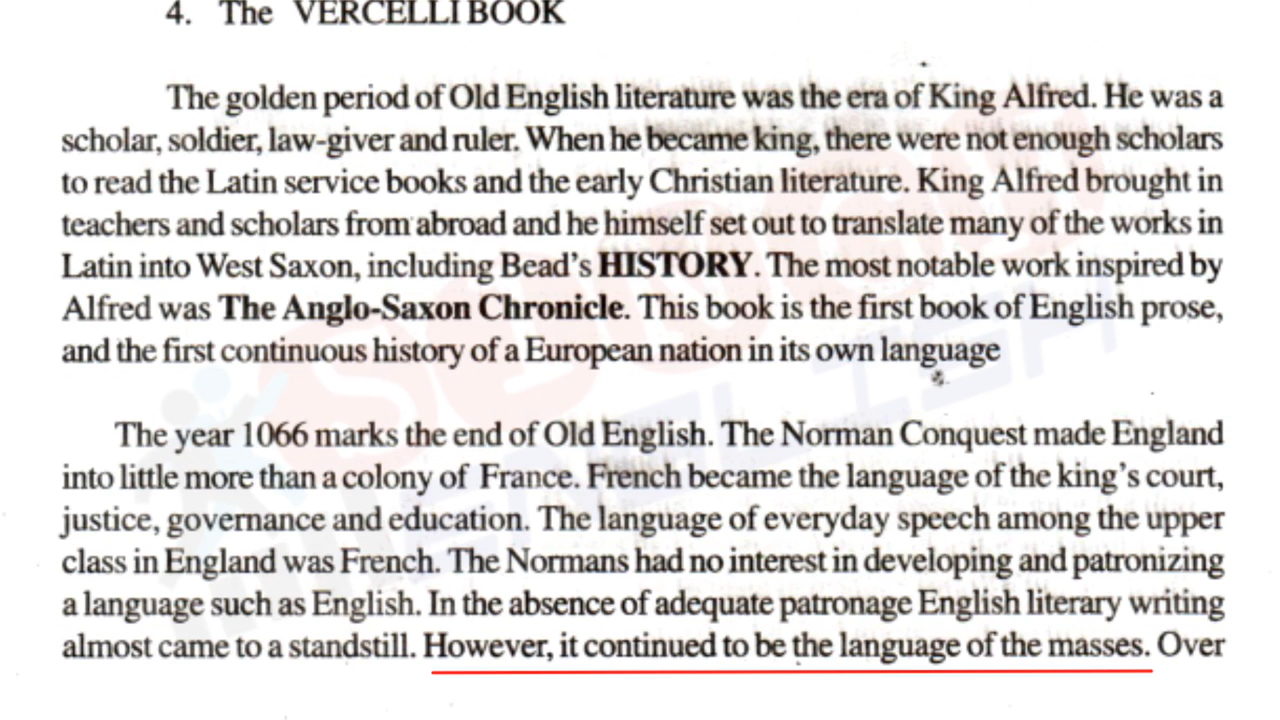 4. The VERCELLI BOOK
The golden period of Old English literature was the era of King Alfred. He was a
scholar, soldier, law-giver and ruler. When he became king, there were not enough scholars
to read the Latin service books and the early Christian literature. King Alfred brought in
teachers and scholars from abroad and he himself set out to translate many of the works in
Latin into West Saxon, including Bead's HISTORY. The most notable work inspired by
Alfred was The Anglo-Saxon Chronicle. This book is the first book of English prose,
and the first continuous history of a European nation in its own language
The year 1066 marks the end of Old English. The Norman Conquest made England
into little more than a colony of France. French became the language of the king's court,
justice, governance and education. The language of everyday speech among the upper
class in England was French. The Normans had no interest in developing and patronizing
a language such as English. In the absence of adequate patronage English literary writing
almost came to a standstill. However, it continued to be the language of the masses. Over